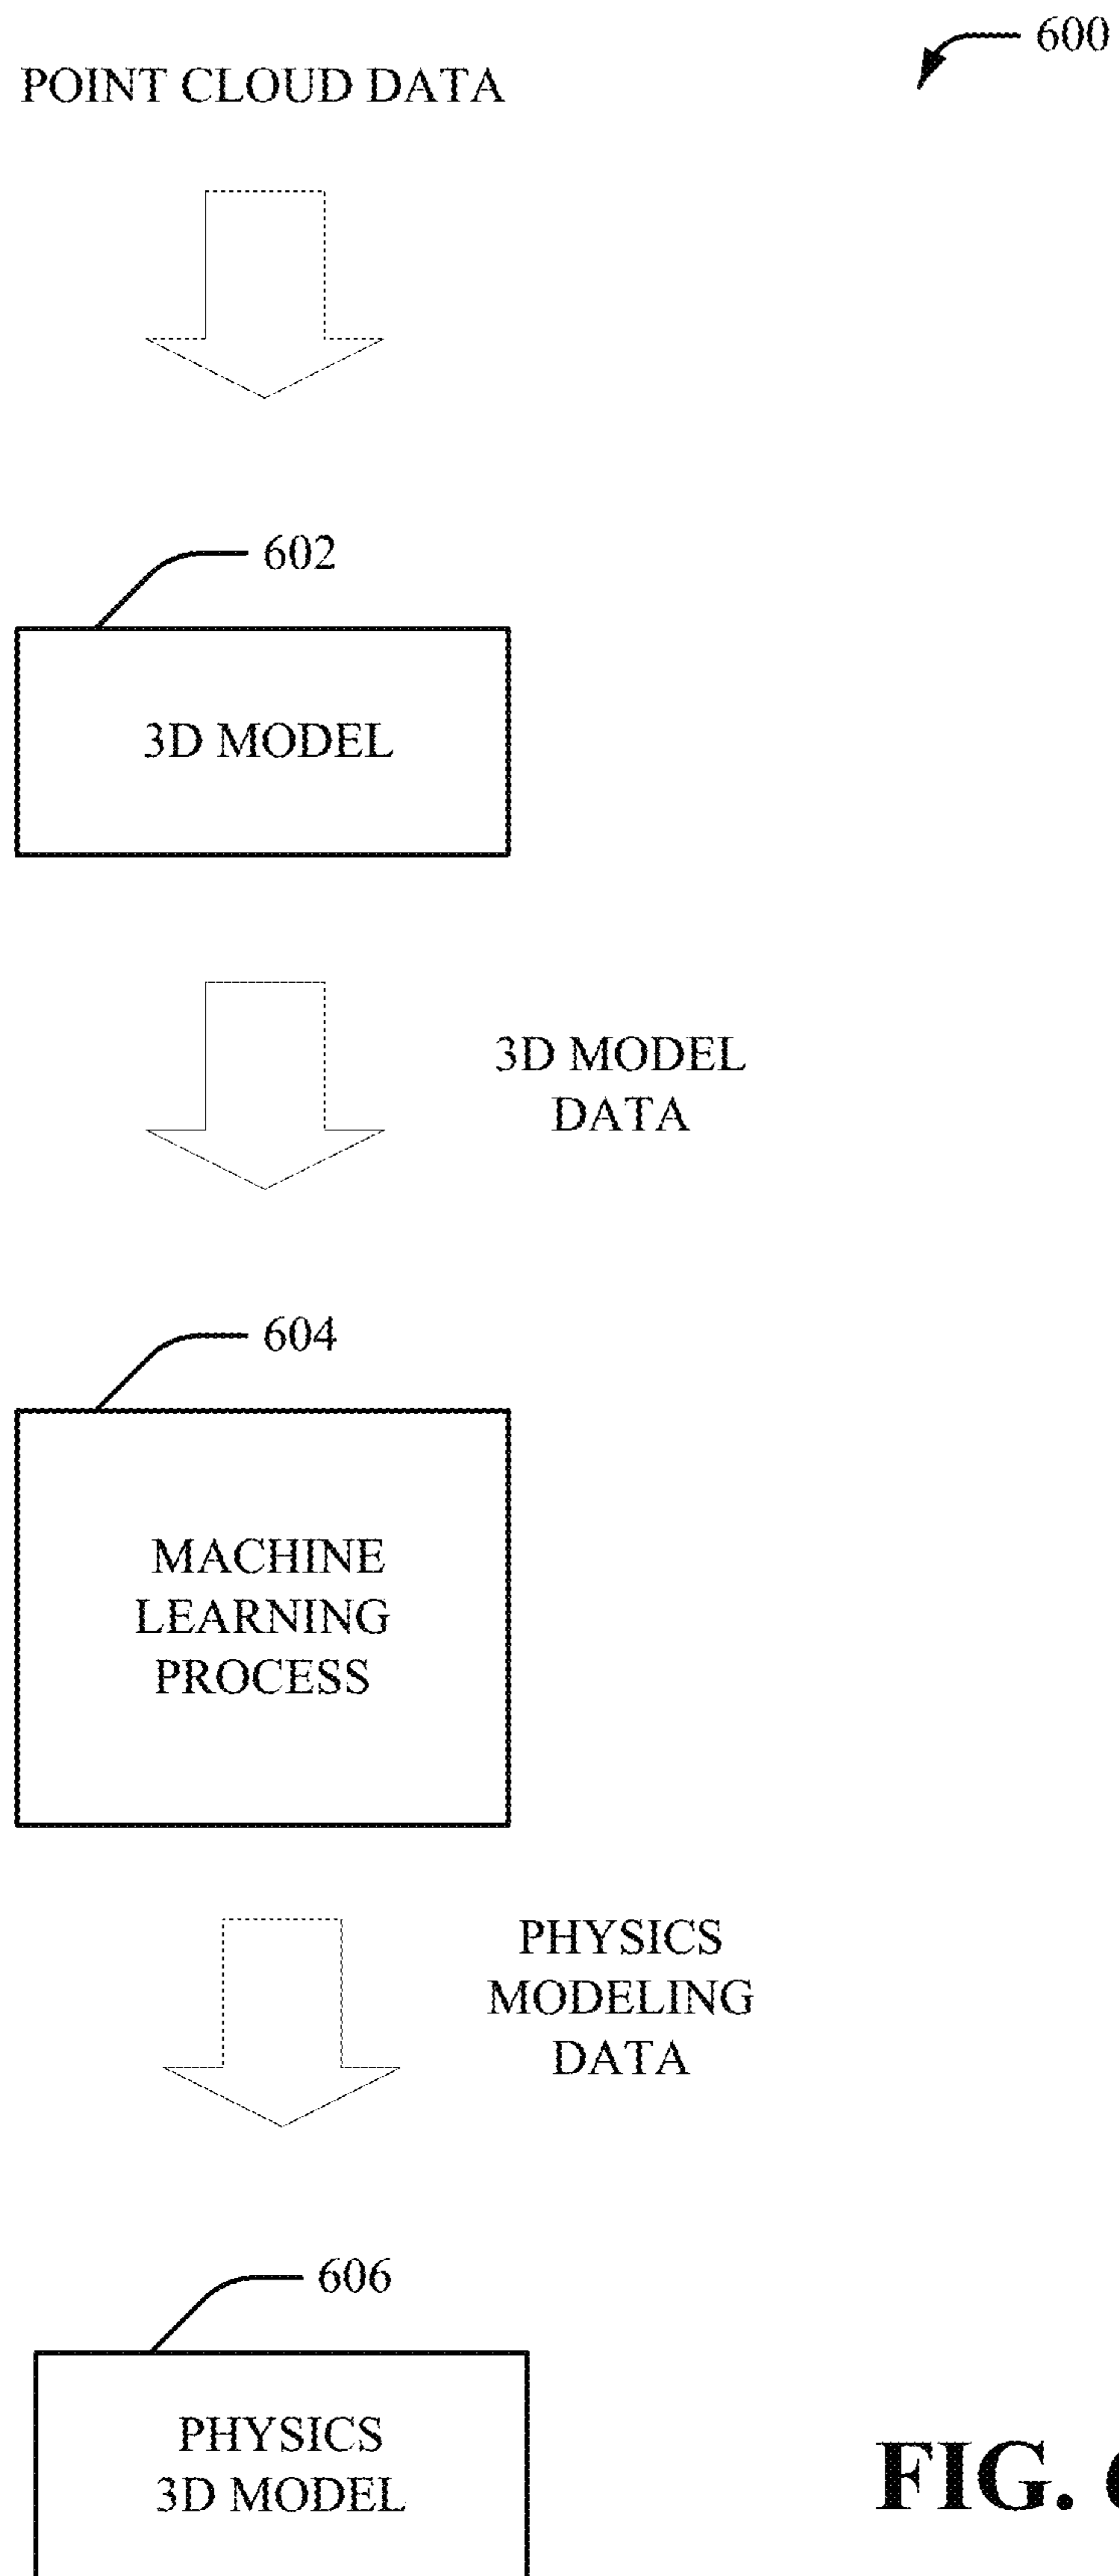 600
POINT CLOUD DATA
602
3D MODEL
3D MODEL
DATA
604
MACHINE
LEARNING
PROCESS
PHYSICS
MODELING
DATA
606
PHYSICS
3D MODEL
FIG.